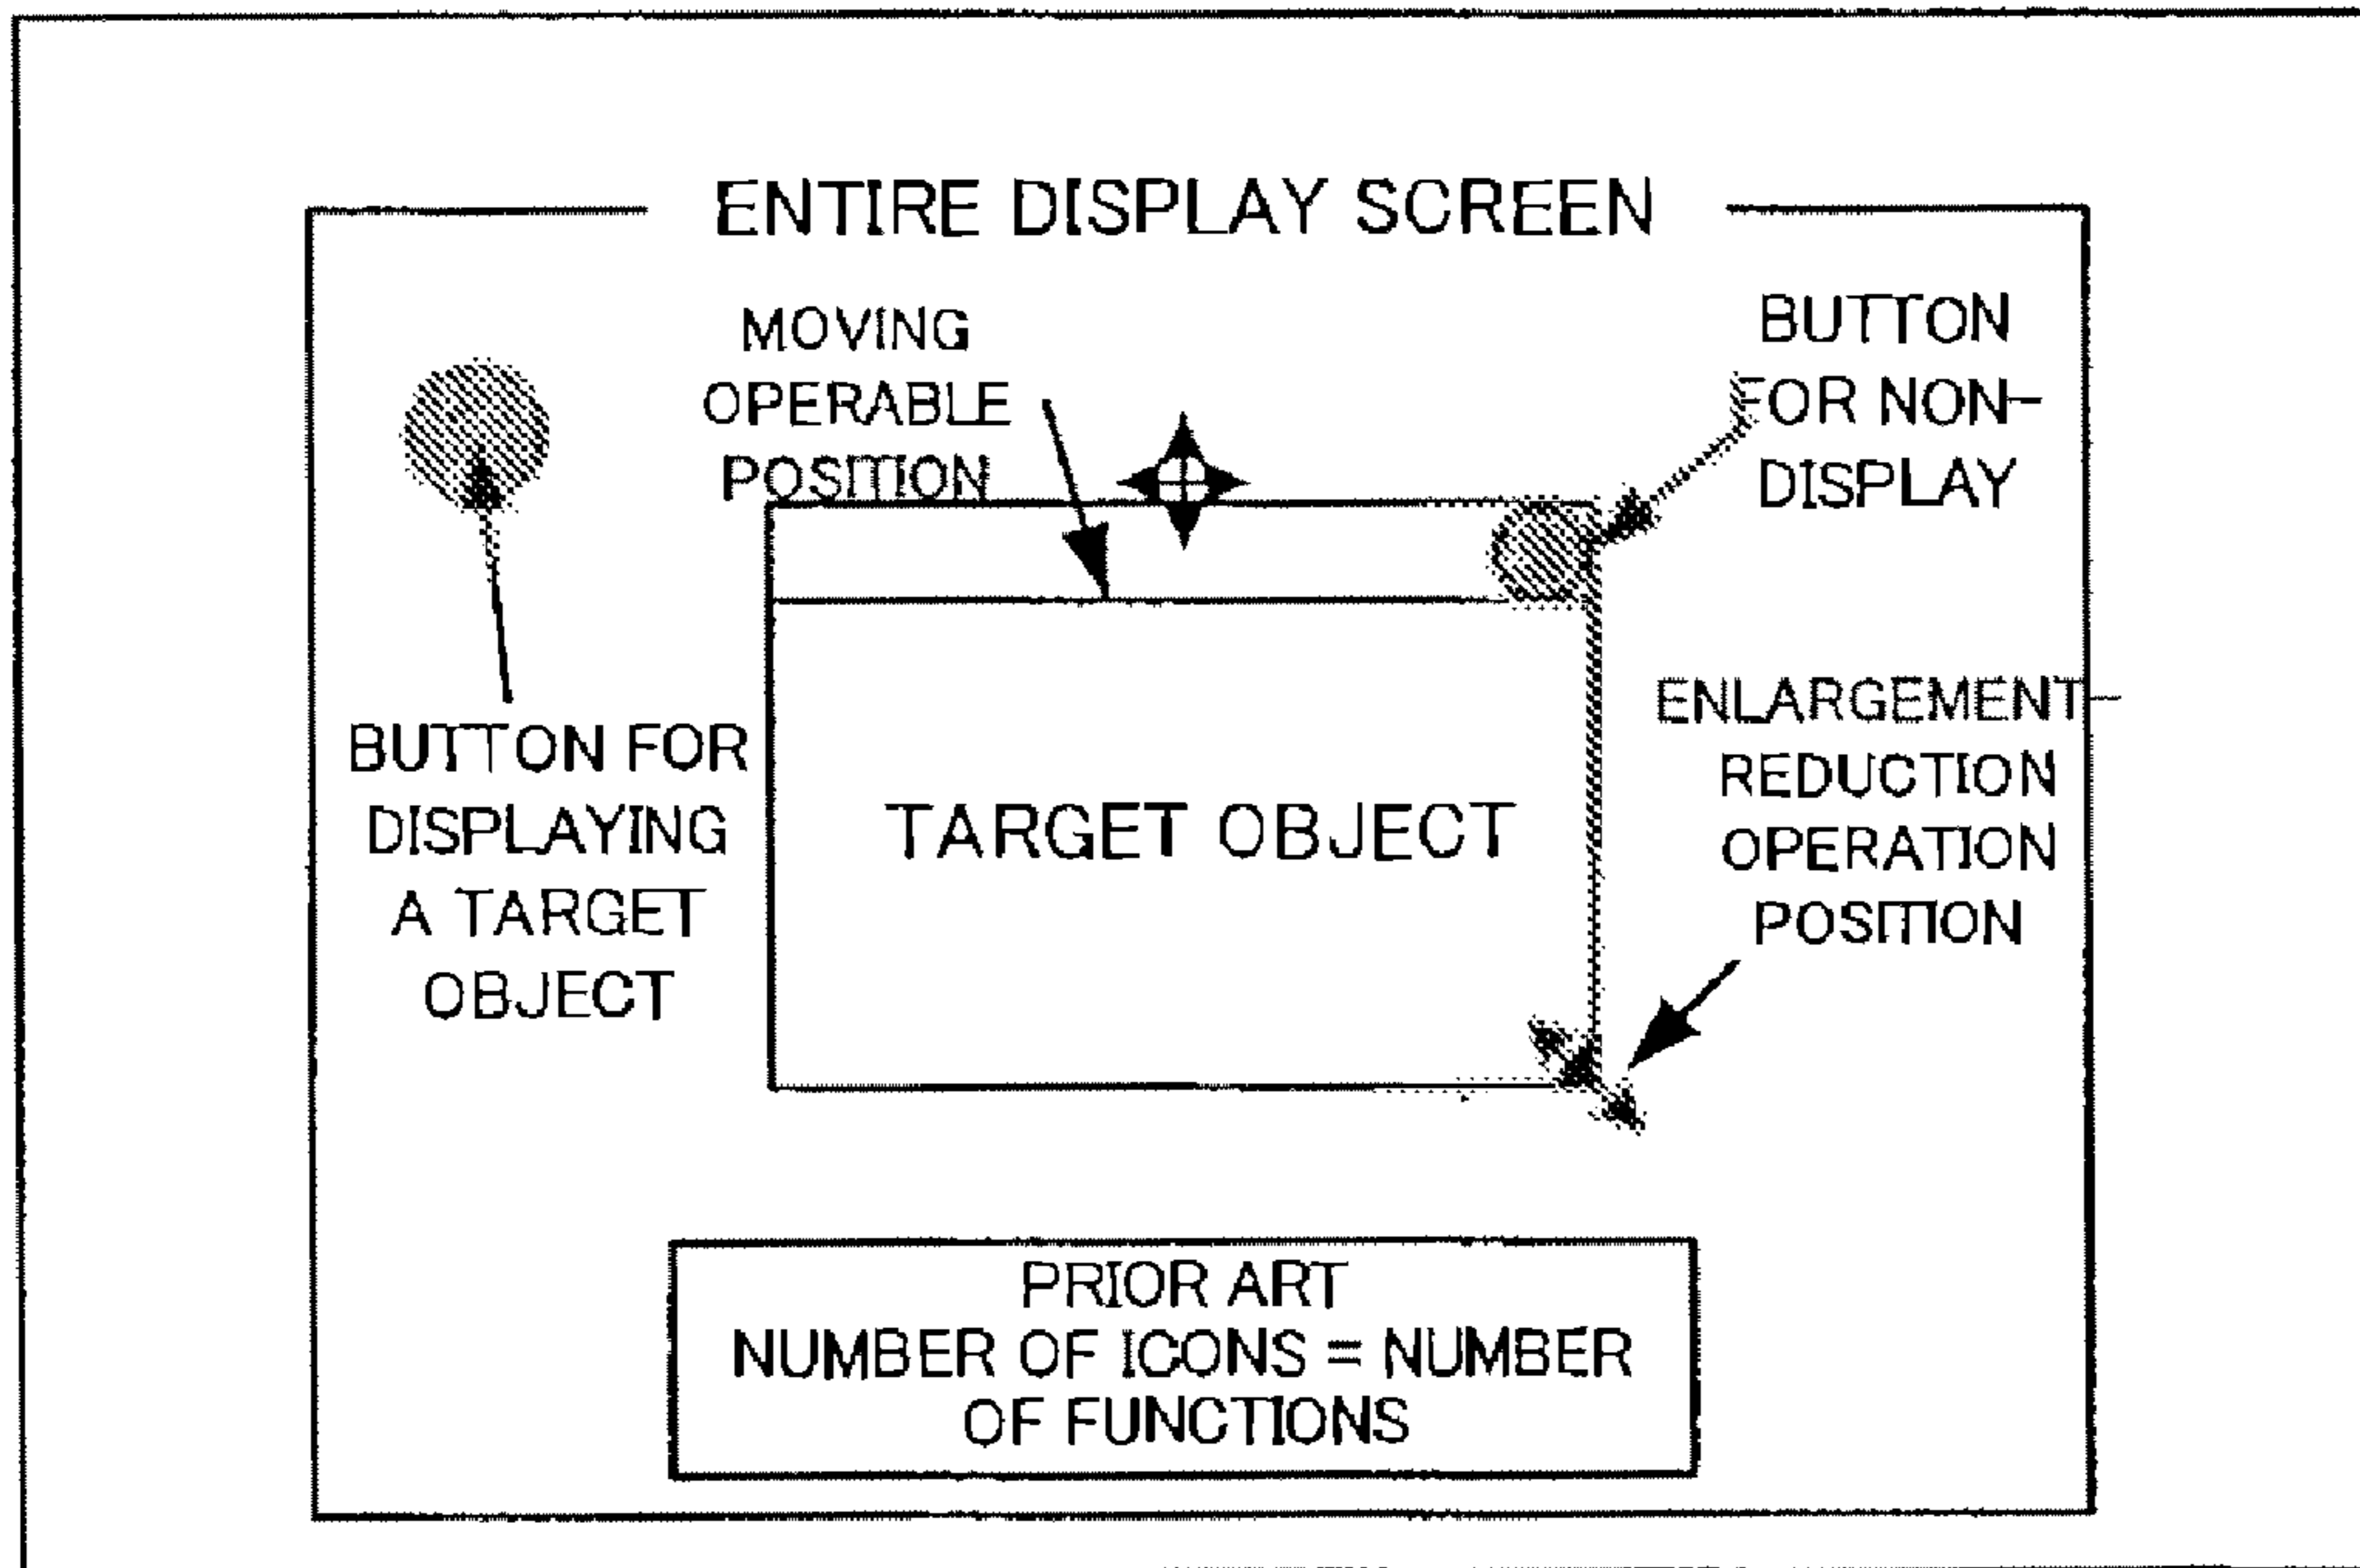 ENTIRE DISPLAY SCREEN
MOVING
OPERABLE
POSITION
BUTTON
FOR NON-
DISPLAY
BUTTON FOR
DISPLAYING
A TARGET
OBJECT
TARGET OBJECT
ENLARGEMENT-
REDUCTION
OPERATION
POSITION
PRIOR ART
NUMBER OF ICONS = NUMBER
OF FUNCTIONS